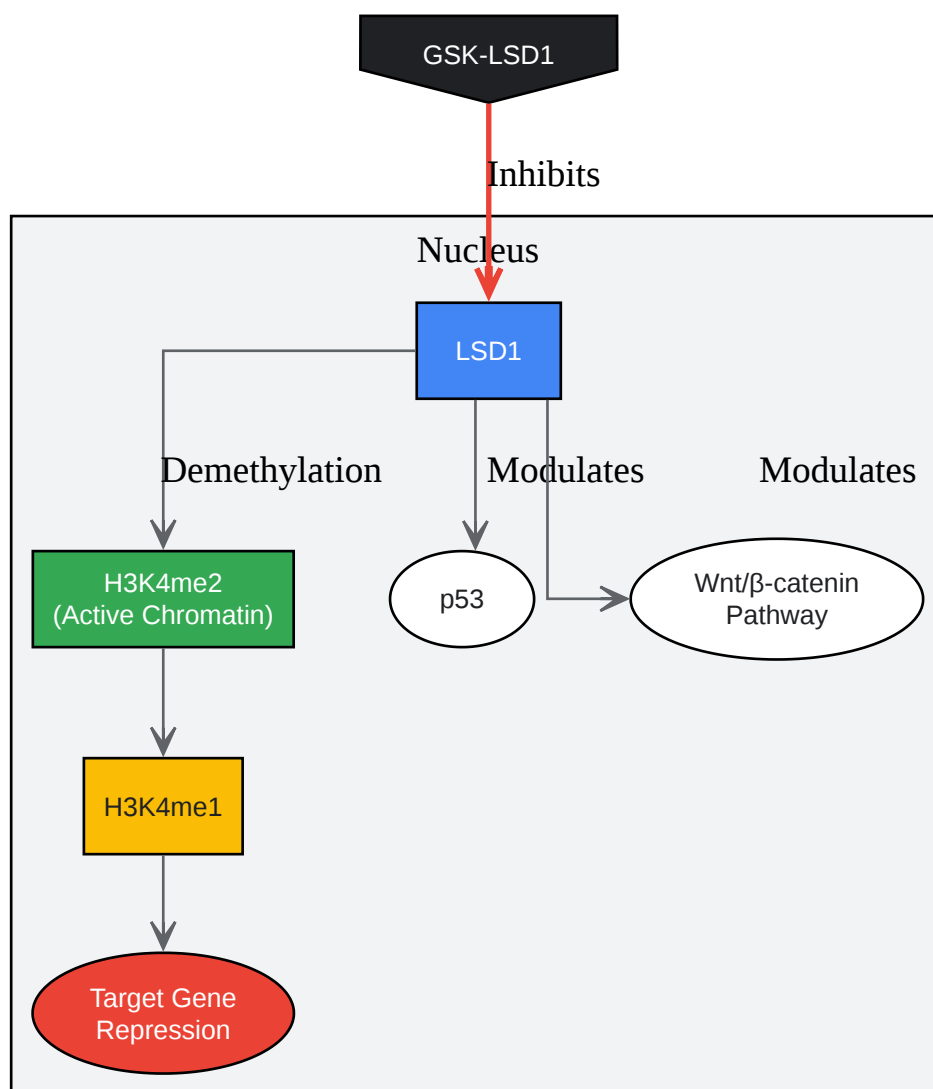 GSK-LSD1
Inhibits
Nucleus
LSD1
Demethylation
Modulates
Modulates
H3K4me2
(Active Chromatin)
p53
Wnt/β-catenin
Pathway
H3K4me1
Target Gene
Repression